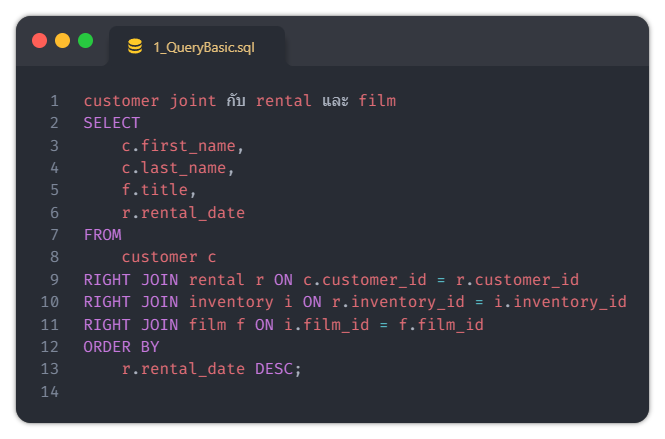 1_QueryBasic.sql
1 customer joint กับ rental และ film
2 SELECT
3 c.first_name,
4 c.last_name,
5 f.title,
6 r.rental_date
7 FROM
8 customer c
9 RIGHT JOIN rental r ON c.customer_id = r.customer_id
10 RIGHT JOIN inventory i ON r.inventory_id = i.inventory_id
11 RIGHT JOIN film f ON i.film_id = f.film_id
12 ORDER BY
13 r.rental_date DESC;
14